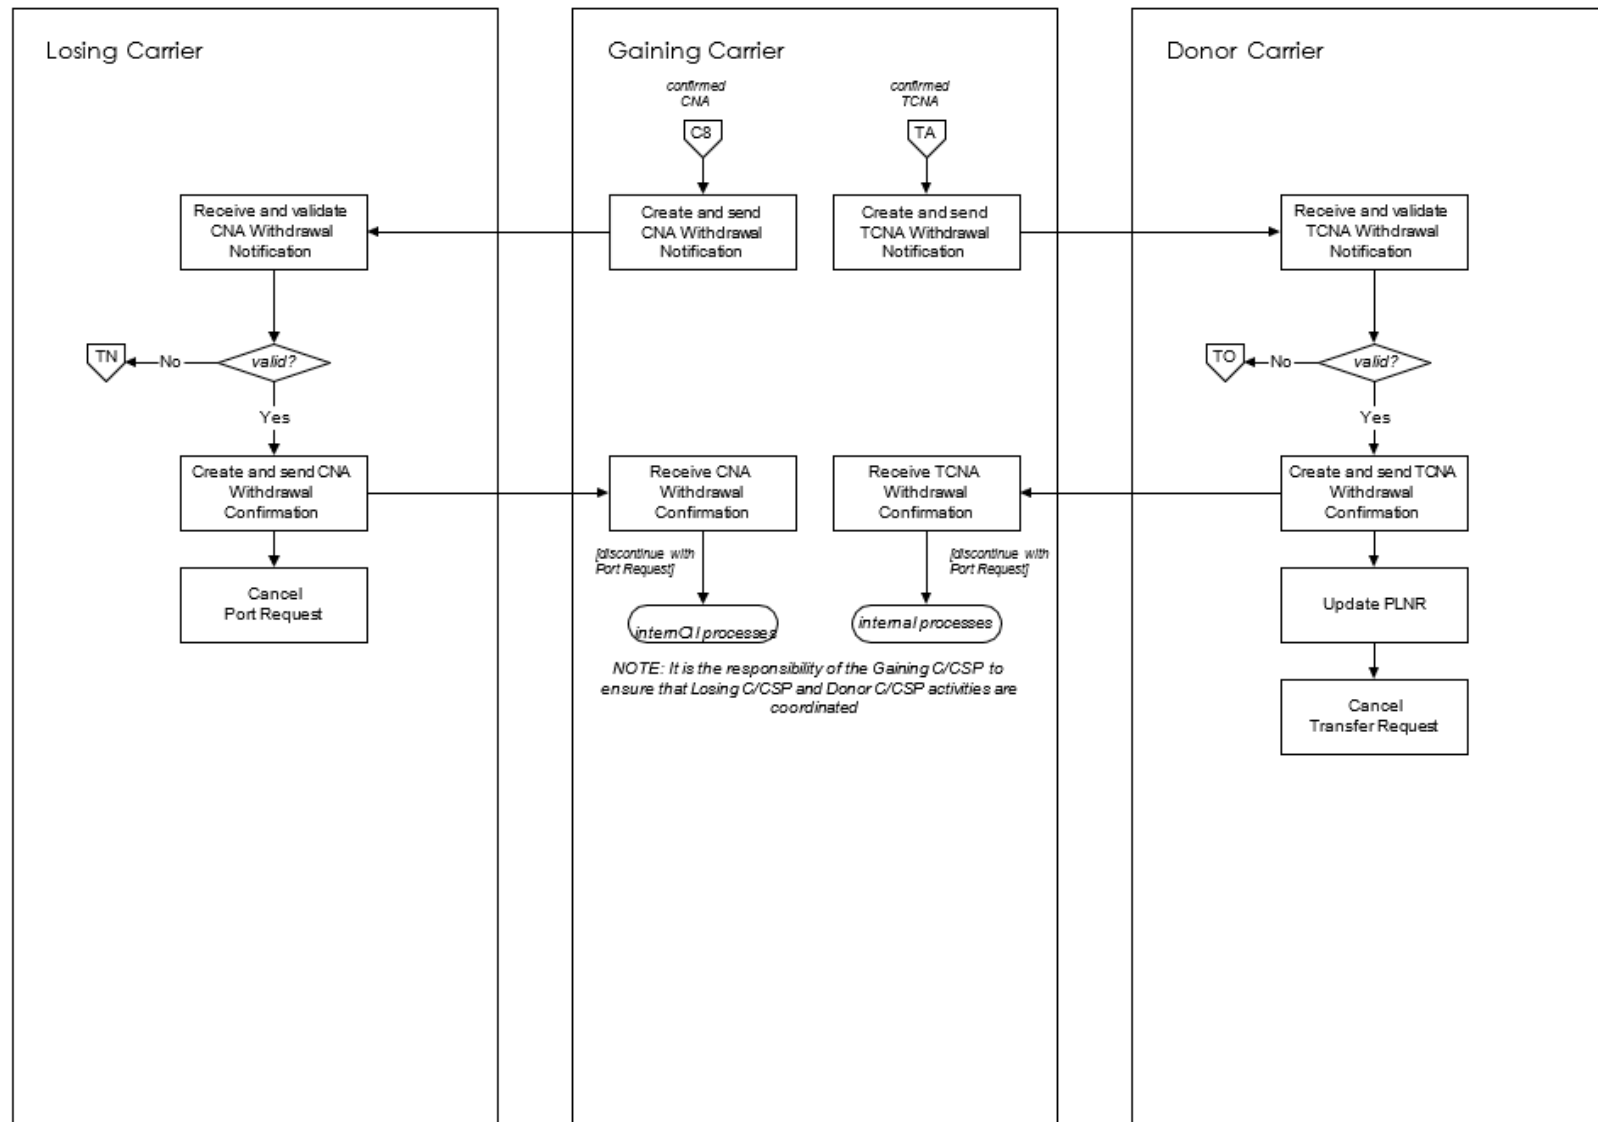 Losing Carrier
Gaining Carrier
Donor Carrier
confirmed
CNA
confirmed
TCNA
C8
TA
Receive and validate
CNA Withdrawal
Notification
Create and send
CNA Withdrawal
Notification
Create and send
TCNA Withdrawal
Notification
Receive and validate
TCNA Withdrawal
Notification
TN
No
valid?
TO
No
valid?
Yes
Yes
Create and send CNA
Withdrawal
Confirmation
Receive CNA
Withdrawal
Confirmation
Receive TCNA
Withdrawal
Confirmation
Create and send TCNA
Withdrawal
Confirmation
[discontinue with
Port Request]
[discontinue with
Port Request]
Cancel
Port Request
internCil processes
internal processes
Update PLNR
NOTE: It is the responsibility of the Gaining C/CSP to
ensure that Losing C/CSP and Donor C/CSP activities are
coordinated
Cancel
Transfer Request